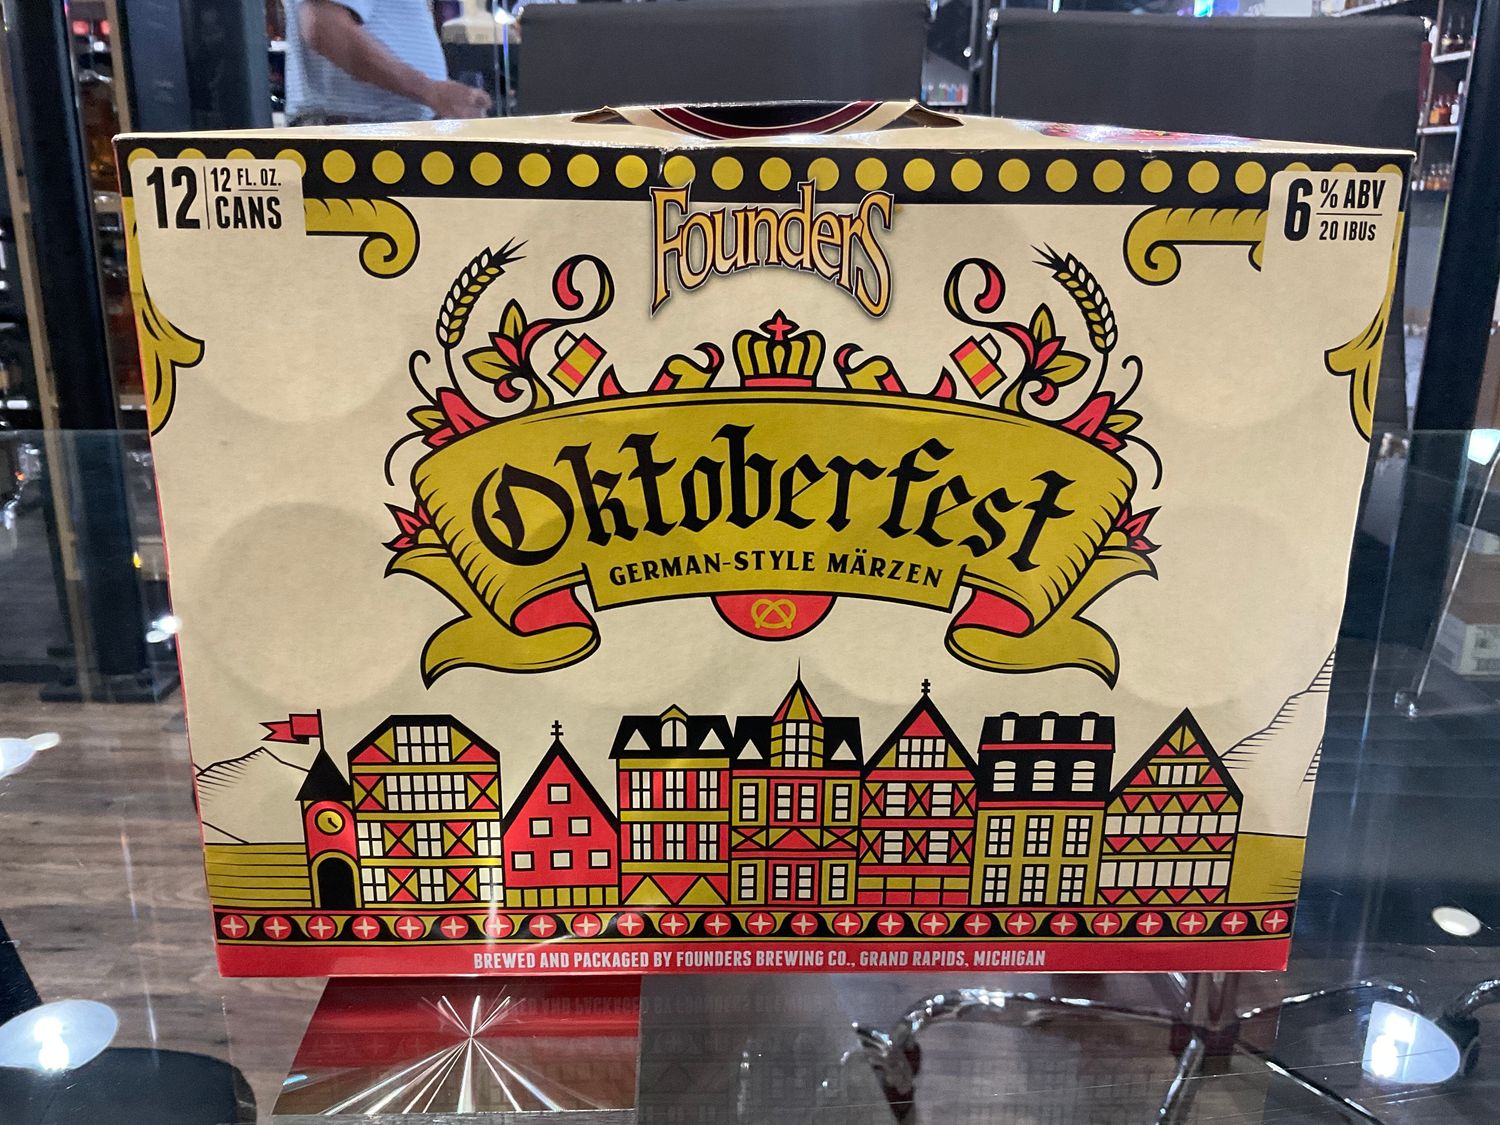 12
12 FL. OZ.
CANS
Founders
6 % ABV
20 IBUs
Oktoberfest
GERMAN-STYLE MÄRZEN
BREWED AND PACKAGED BY FOUNDERS BREWING CO., GRAND RAPIDS, MICHIGAN